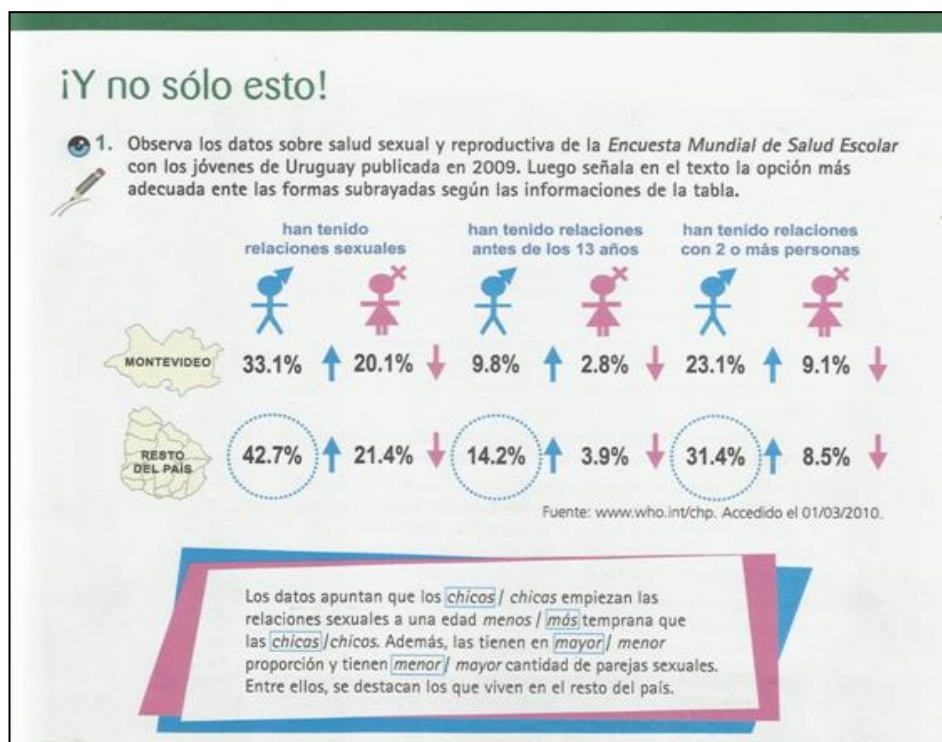 ¡Y no sólo esto!
1. Observa los datos sobre salud sexual y reproductiva de la Encuesta Mundial de Salud Escolar
con los jóvenes de Uruguay publicada en 2009. Luego señala en el texto la opción más
adecuada ente las formas subrayadas según las informaciones de la tabla.
han tenido relaciones sexuales
han tenido relaciones antes de los 13 años
han tenido relaciones con 2 o más personas
MONTEVIDEO 33.1% 20.1% 9.8% 2.8% 23.1% 9.1%
RESTO DEL PAÍS 42.7% 21.4% 14.2% 3.9% 31.4% 8.5%
Fuente: www.who.int/chp. Accedido el 01/03/2010.
Los datos apuntan que los chicos / chicas empiezan las
relaciones sexuales a una edad menos / más temprana que
las chicas /chicos. Además, las tienen en mayor / menor
proporción y tienen menor / mayor cantidad de parejas sexuales.
Entre ellos, se destacan los que viven en el resto del país.